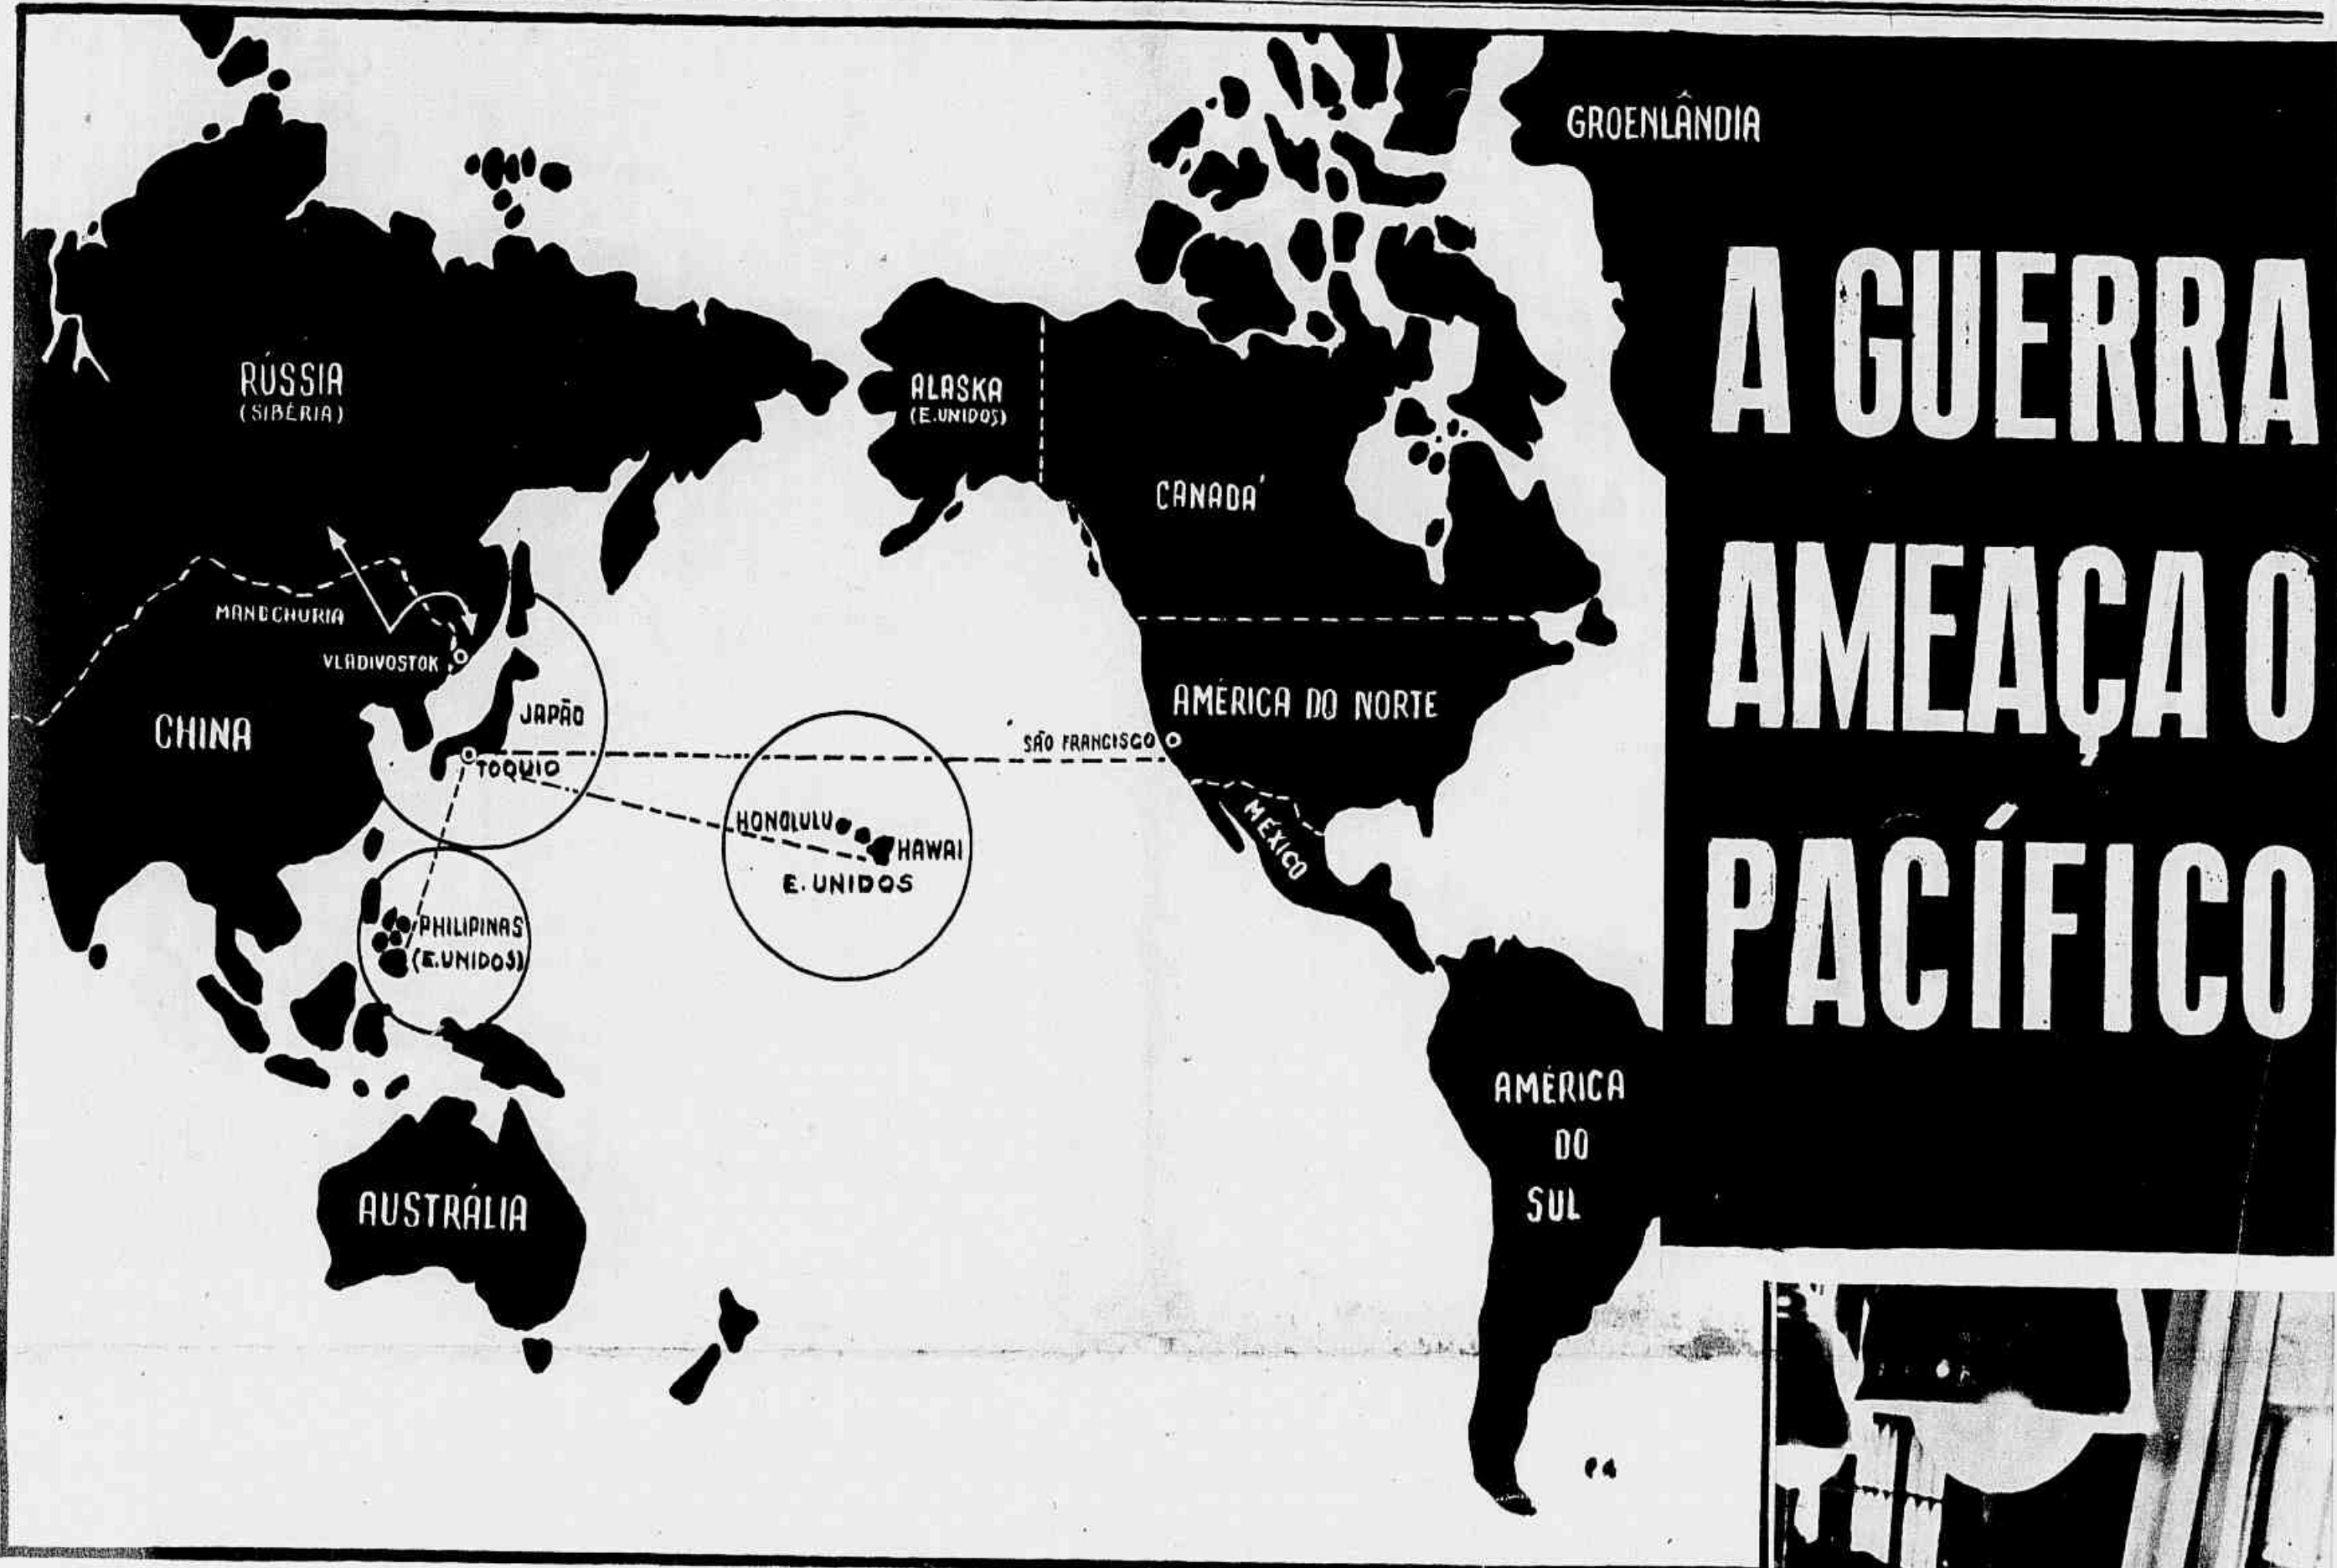 GROENLÂNDIA
A GUERRA
AMEAÇA O
PACÍFICO
RÚSSIA
(SIBÉRIA)
ALASKA
(E.UNIDOS)
CANADÁ
MANDCHURIA
VLADIVOSTOK
CHINA
JAPÃO
TOQUIO
AMÉRICA DO NORTE
SÃO FRANCISCO
HONOLULU
HAWAI
E. UNIDOS
MÉXICO
PHILIPINAS
(E.UNIDOS)
AMÉRICA
DO
SUL
AUSTRÁLIA